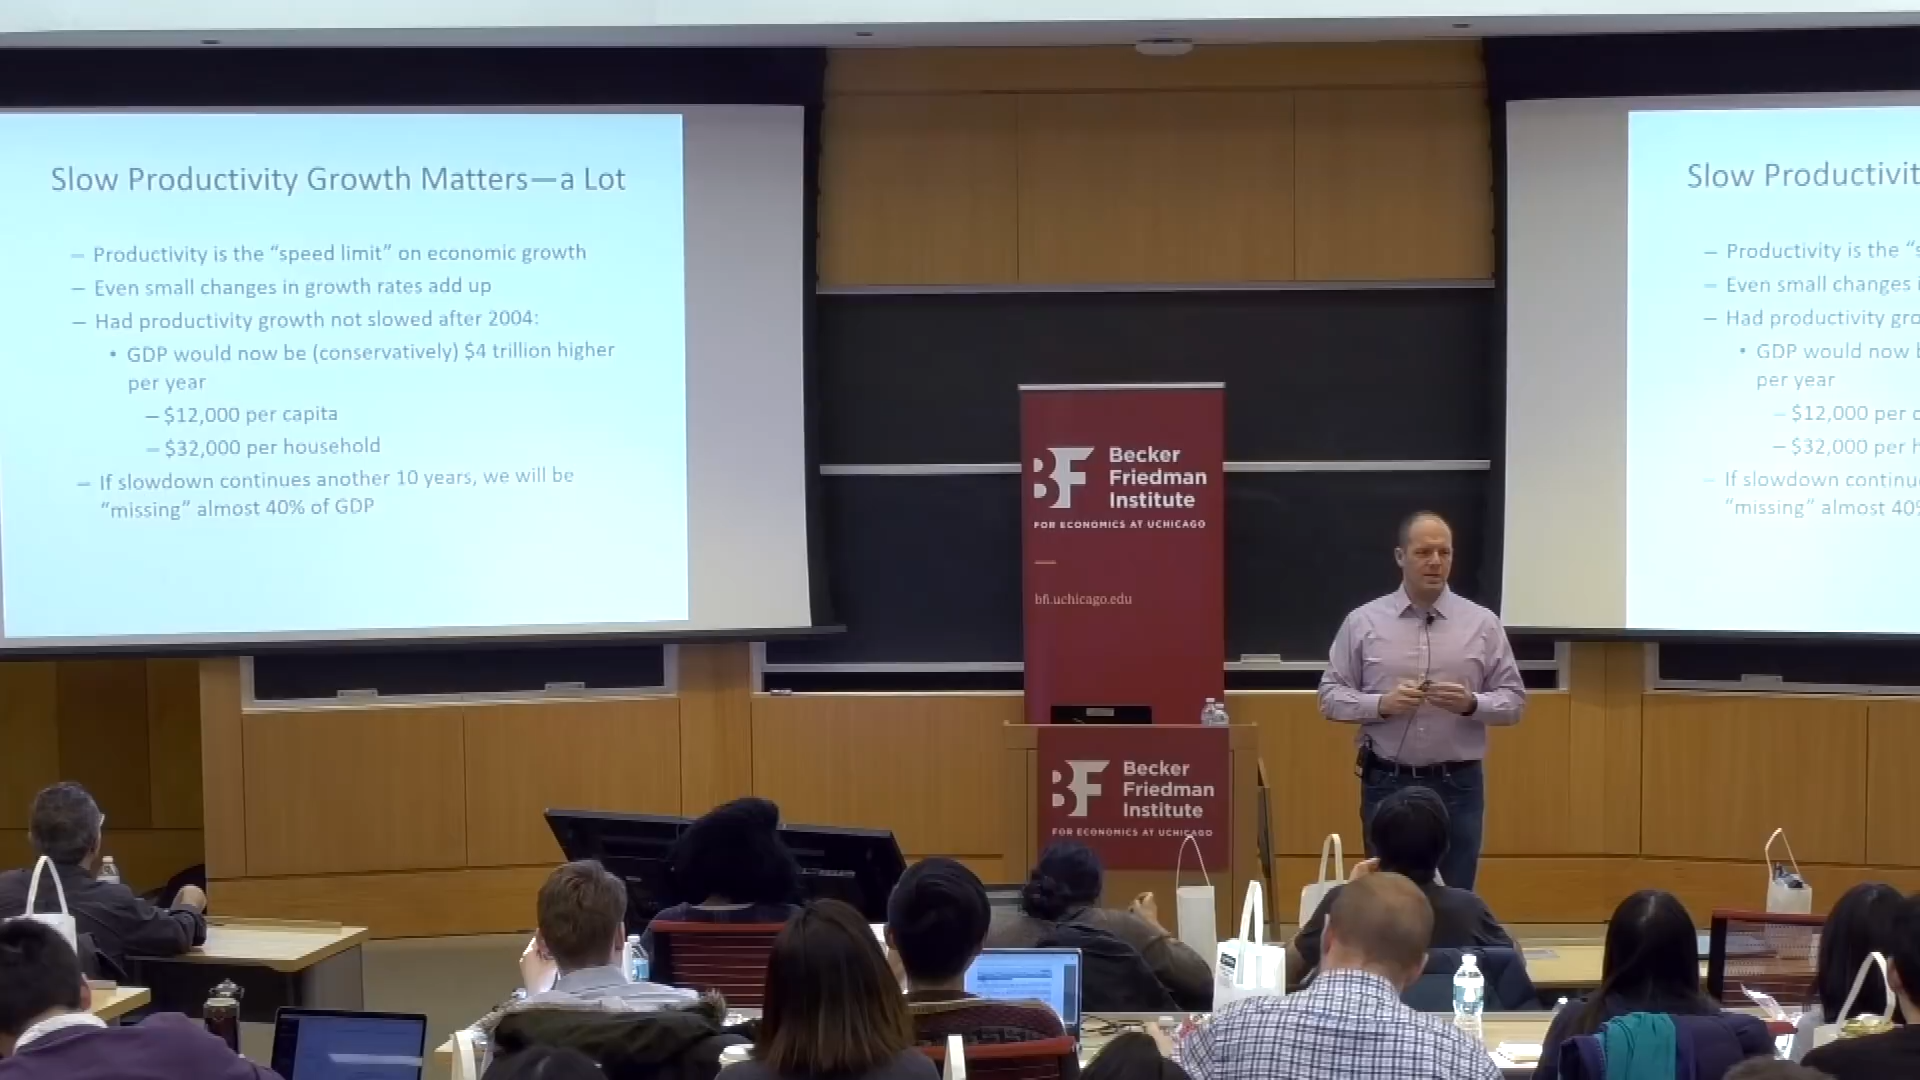 Slow Productivity Growth Matters—a Lot
– Productivity is the “speed limit” on economic growth
– Even small changes in growth rates add up
– Had productivity growth not slowed after 2004:
• GDP would now be (conservatively) $4 trillion higher
per year
– $12,000 per capita
– $32,000 per household
– If slowdown continues another 10 years, we will be
“missing” almost 40% of GDP
BF Becker
Friedman
Institute
FOR ECONOMICS AT UCHICAGO
bfi.uchicago.edu
BF Becker
Friedman
Institute
FOR ECONOMICS AT UCHICAGO
Slow Productivit
– Productivity is the “s
– Even small changes i
– Had productivity gro
• GDP would now b
per year
– $12,000 per c
– $32,000 per h
– If slowdown continu
“missing” almost 40%